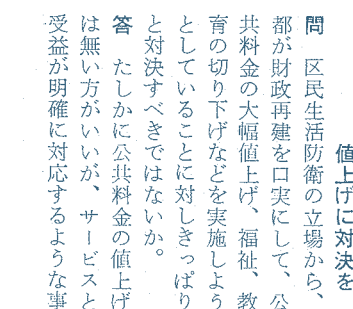 値上げに対決を
問　区民生活防衛の立場から、
都が財政再建を口実にして、公
共料金の大幅値上げ、福祉、教
育の切り下げなどを実施しよう
としていることに対しきっぱり
と対決すべきではないか。
答　たしかに公共料金の値上げ
は無い方がいいが、サービスと
受益が明確に対応するような事